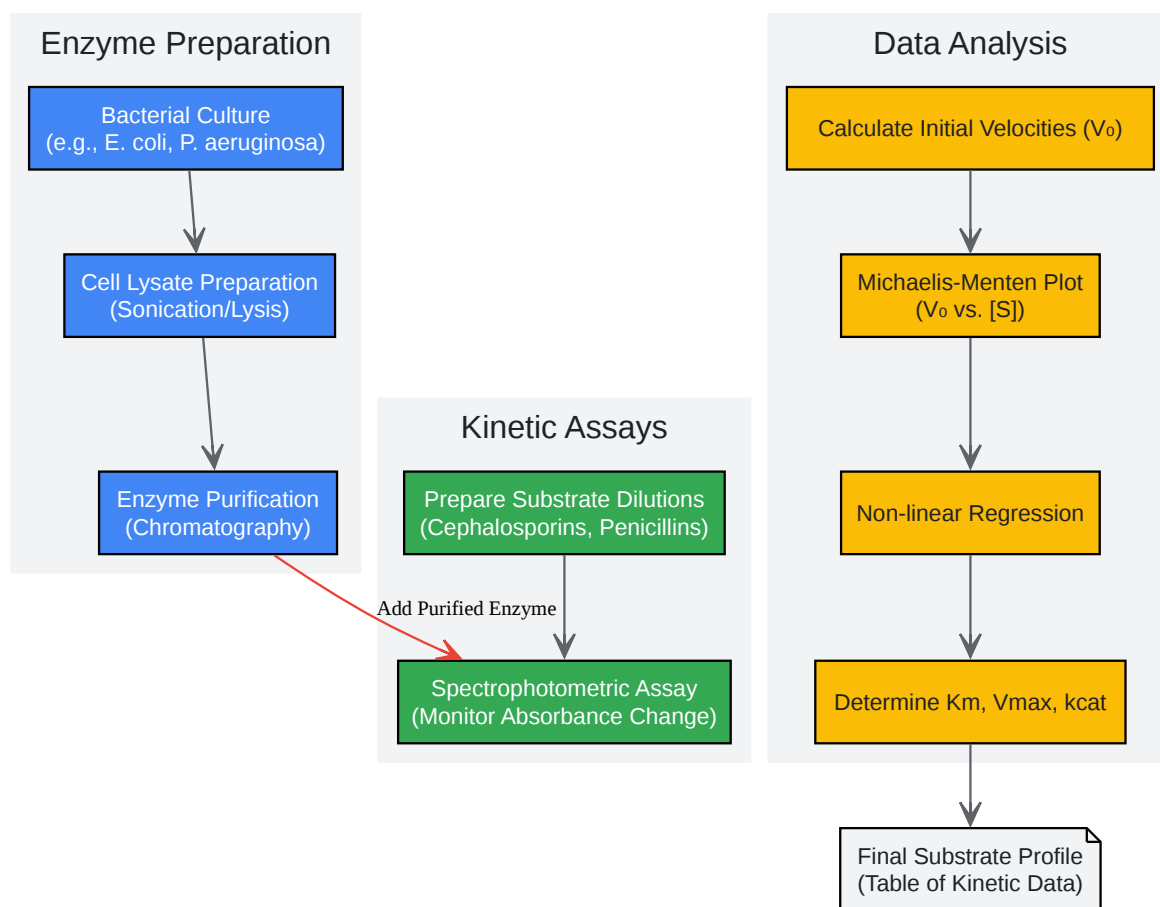 Enzyme Preparation
Bacterial Culture
(e.g., E. coli, P. aeruginosa)
Cell Lysate Preparation
(Sonication/Lysis)
Enzyme Purification
(Chromatography)
Add Purified Enzyme
Kinetic Assays
Prepare Substrate Dilutions
(Cephalosporins, Penicillins)
Spectrophotometric Assay
(Monitor Absorbance Change)
Data Analysis
Calculate Initial Velocities (V₀)
Michaelis-Menten Plot
(V₀ vs. [S])
Non-linear Regression
Determine Km, Vmax, kcat
Final Substrate Profile
(Table of Kinetic Data)